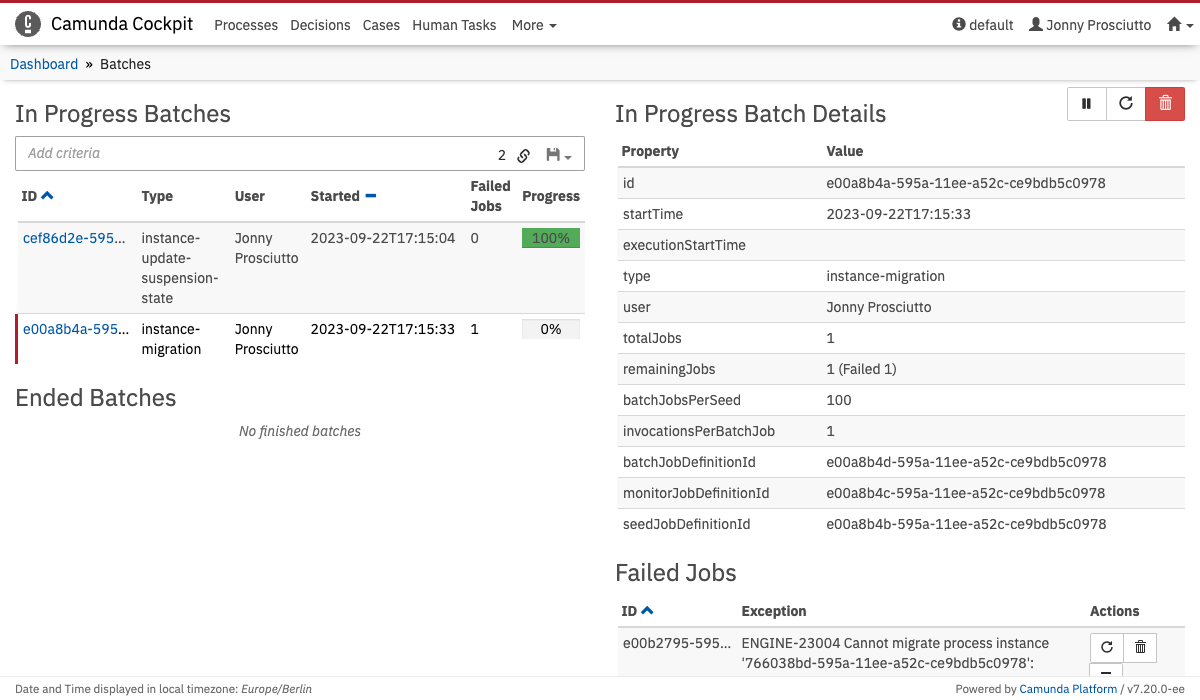 Camunda Cockpit Processes Decisions Cases Human Tasks More default Jonny Prosciutto
Dashboard » Batches
In Progress Batches
Add criteria 2
ID Type User Started Failed Jobs Progress
cef86d2e-595... instance-update-suspension-state Jonny Prosciutto 2023-09-22T17:15:04 0 100%
e00a8b4a-595... instance-migration Jonny Prosciutto 2023-09-22T17:15:33 1 0%
Ended Batches
No finished batches
In Progress Batch Details
Property Value
id e00a8b4a-595a-11ee-a52c-ce9bdb5c0978
startTime 2023-09-22T17:15:33
executionStartTime
type instance-migration
user Jonny Prosciutto
totalJobs 1
remainingJobs 1 (Failed 1)
batchJobsPerSeed 100
invocationsPerBatchJob 1
batchJobDefinitionId e00a8b4d-595a-11ee-a52c-ce9bdb5c0978
monitorJobDefinitionId e00a8b4c-595a-11ee-a52c-ce9bdb5c0978
seedJobDefinitionId e00a8b4b-595a-11ee-a52c-ce9bdb5c0978
Failed Jobs
ID Exception Actions
e00b2795-595... ENGINE-23004 Cannot migrate process instance
'766038bd-595a-11ee-a52c-ce9bdb5c0978':
Date and Time displayed in local timezone: Europe/Berlin
Powered by Camunda Platform / v7.20.0-ee